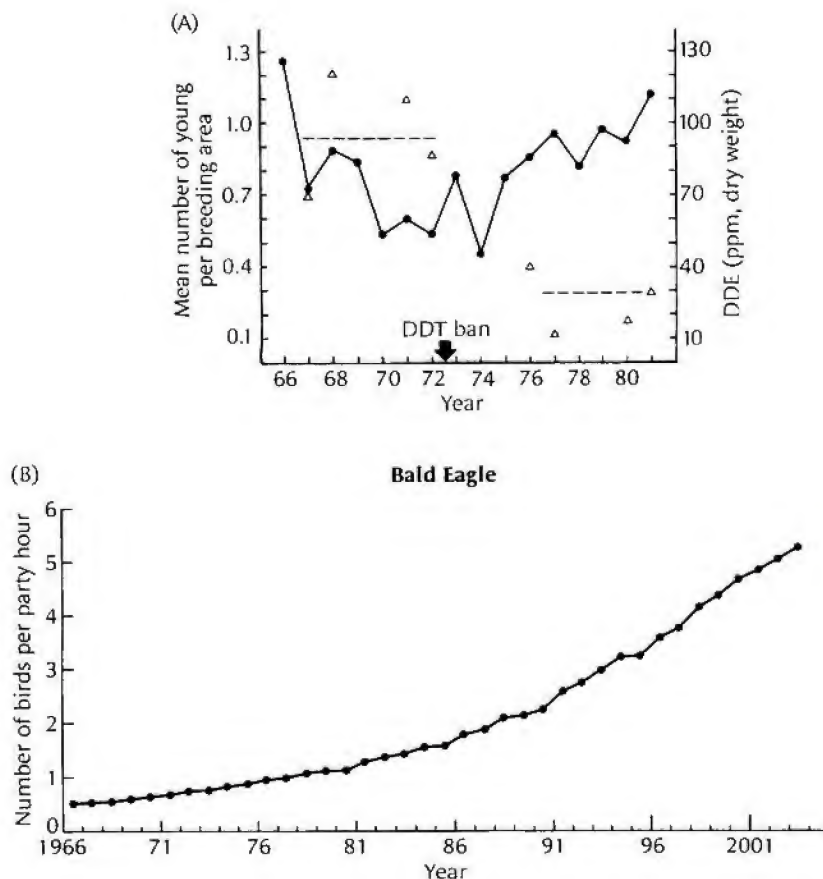 (A)
1.3
1.0
0.7
0.4
0.1
Mean number of young
per breeding area
130
100
70
40
10
DDE (ppm, dry weight)
DDT ban
66 68 70 72 74 76 78 80
Year
(B)
Bald Eagle
6
5
4
3
2
1
0
Number of birds per party hour
1966 71 76 81 86 91 96 2001
Year